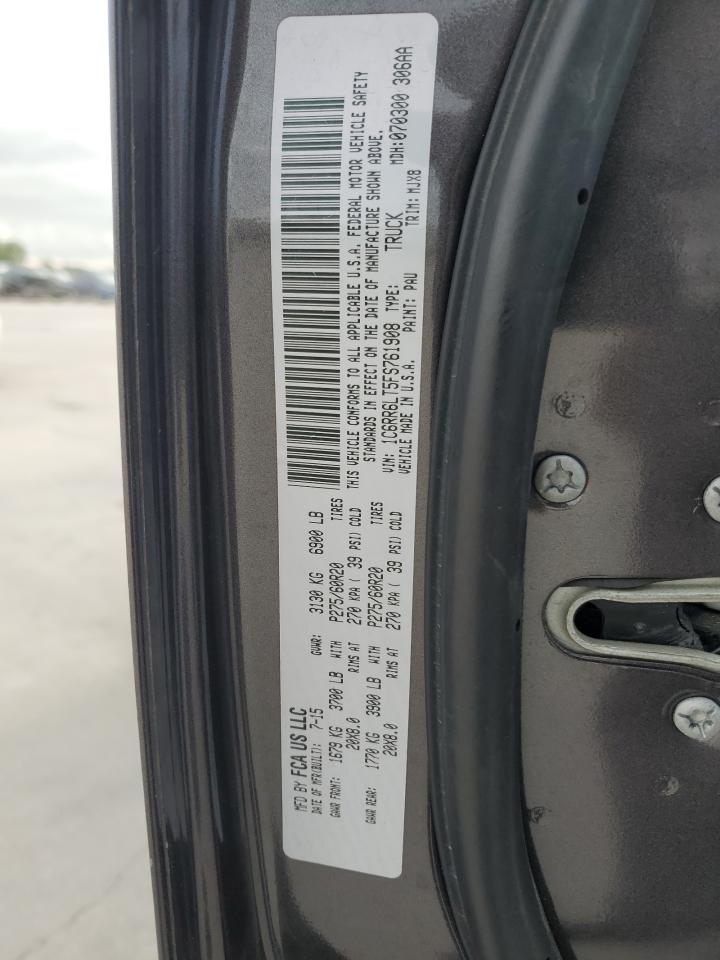 MFD BY FCA US LLC
DATE OF MFR(BUILT): 7-15 GVWR: 3130 KG 6900 LB
GAWR FRONT: 1679 KG 3700 LB WITH P275/60R20 TIRES
20X8.0 RIMS AT 270 KPA ( 39 PSI) COLD
GAWR REAR: 1770 KG 3900 LB WITH P275/60R20 TIRES
20X8.0 RIMS AT 270 KPA ( 39 PSI) COLD
THIS VEHICLE CONFORMS TO ALL APPLICABLE U.S.A. FEDERAL MOTOR VEHICLE SAFETY
STANDARDS IN EFFECT ON THE DATE OF MANUFACTURE SHOWN ABOVE.
VIN: 1C6RR6LT5FS761908 TYPE: TRUCK MDH:070300 306AA
VEHICLE MADE IN U.S.A. PAINT: PAU TRIM: MJX8